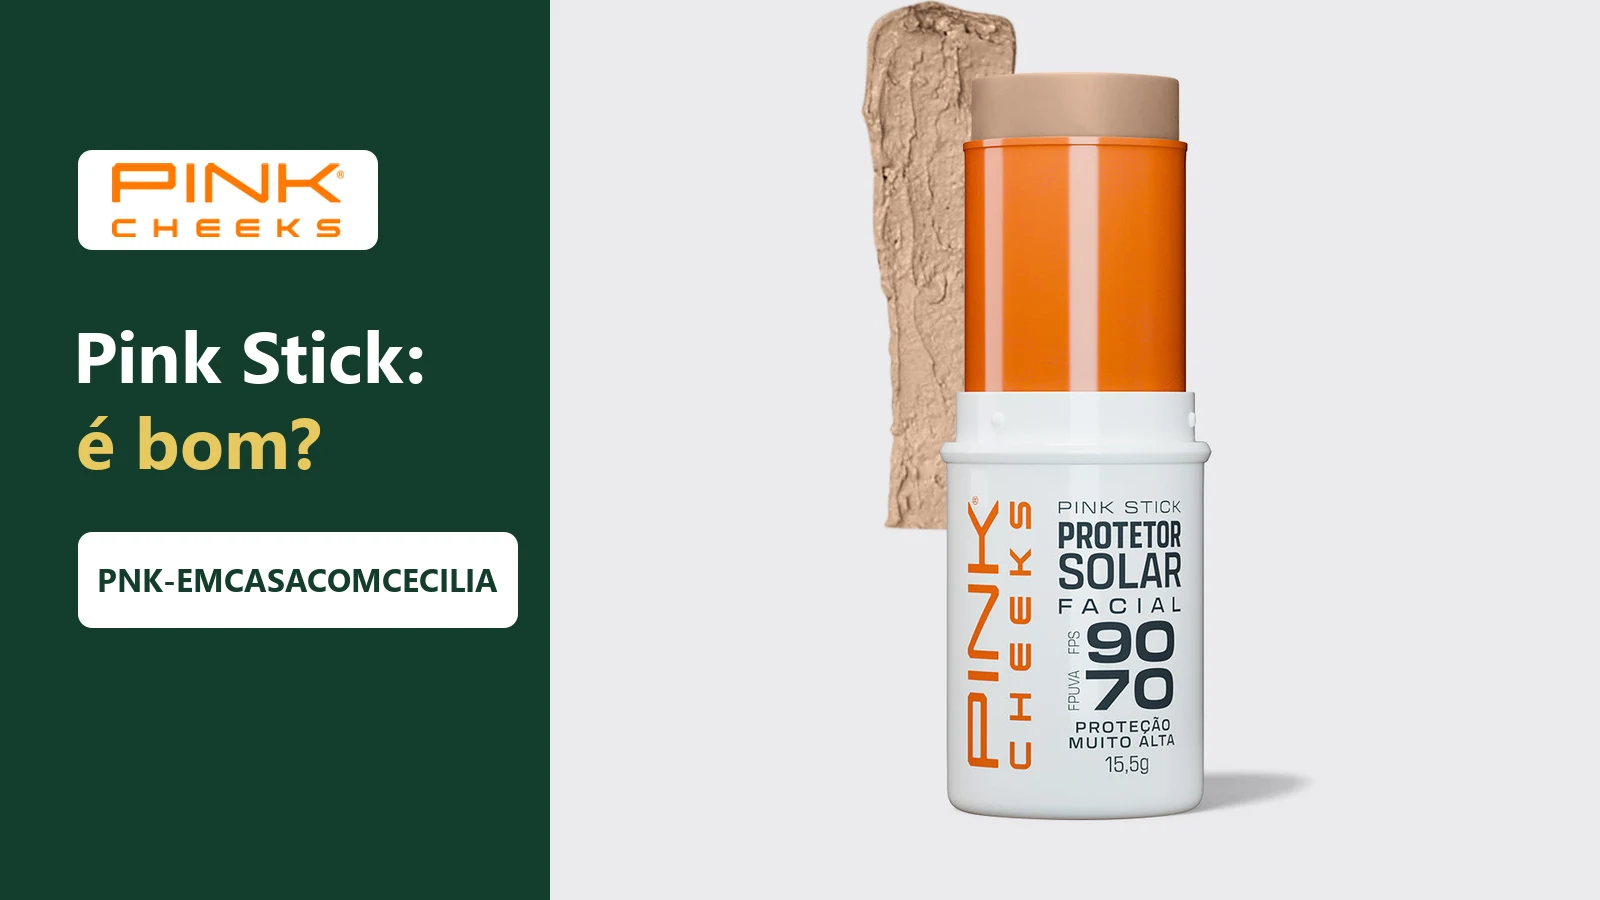 PINK®
CHEEKS
Pink Stick:
é bom?
PNK-EMCASACOMCECILIA
PINK®
CHEEKS
PINK STICK
PROTETOR
SOLAR
FACIAL
FPS 90
FPUVA 70
PROTEÇÃO
MUITO ALTA
15,5g